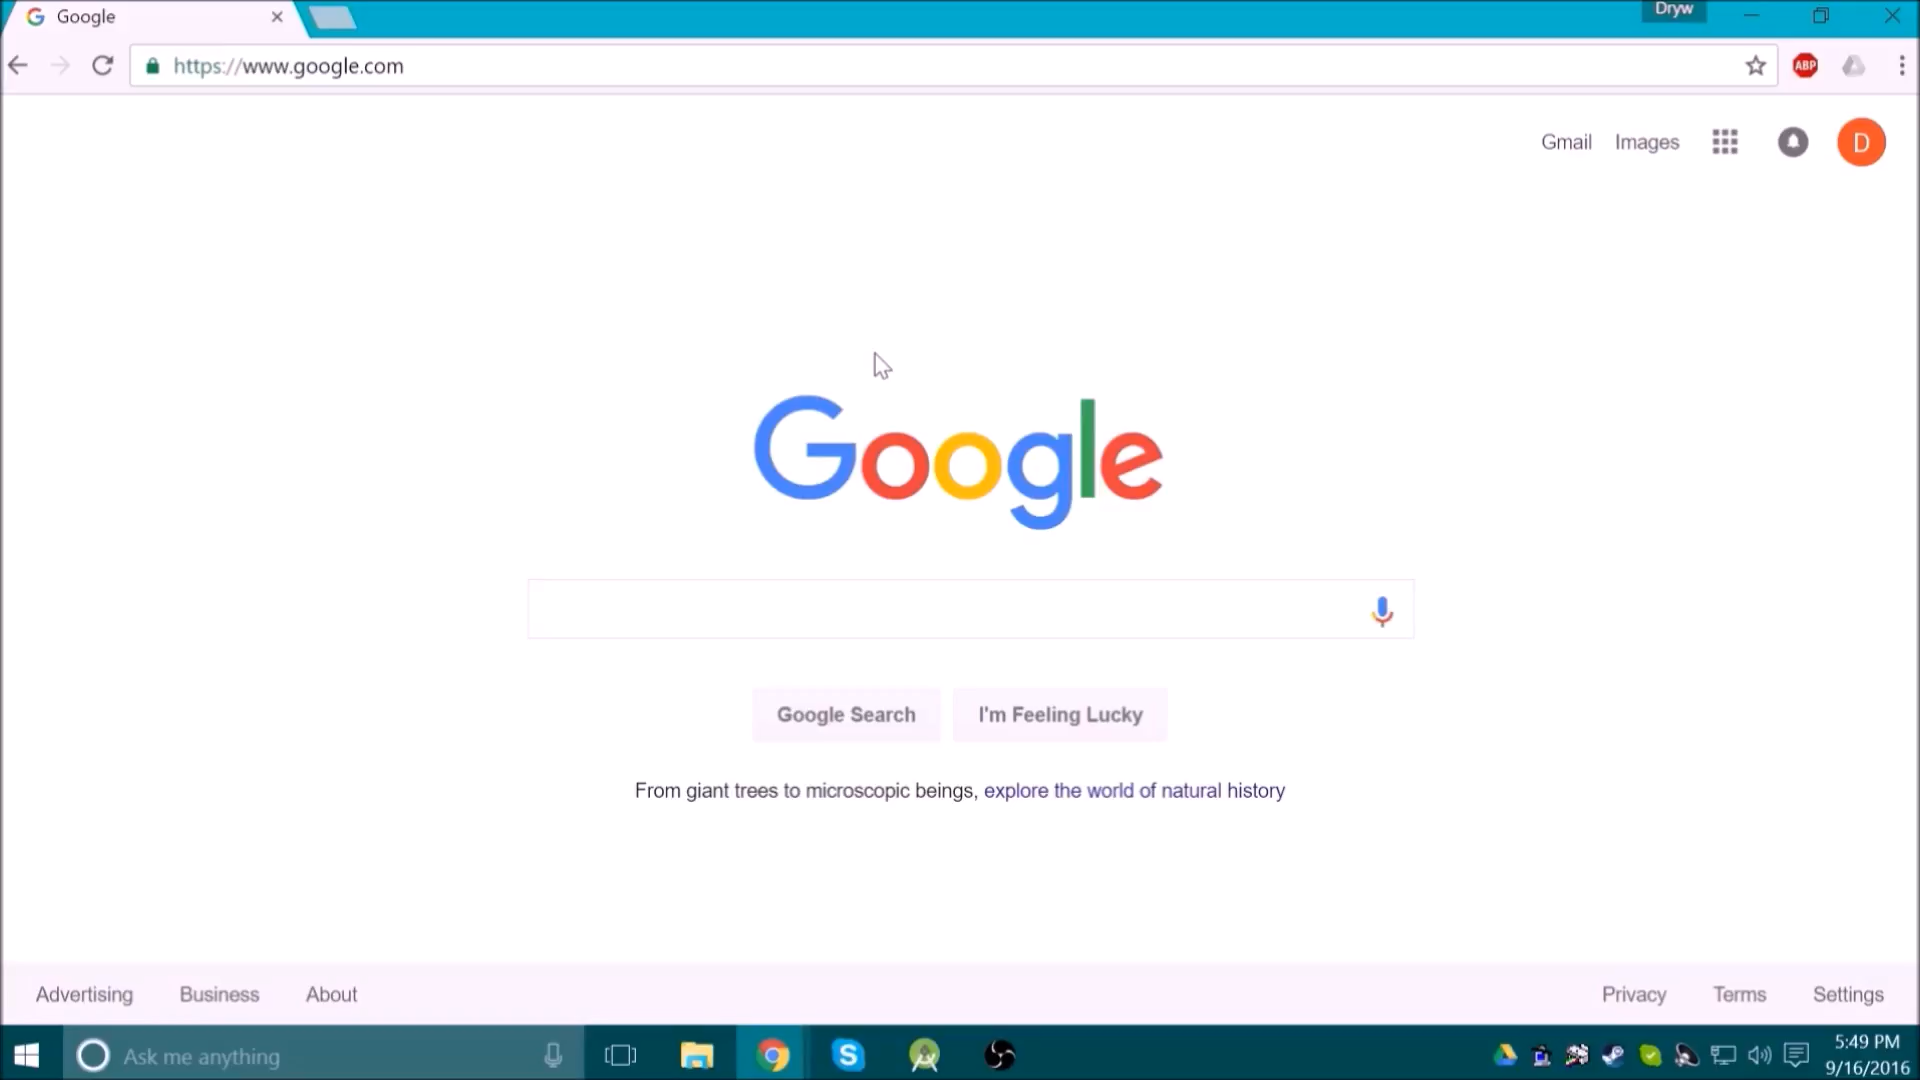 Google
Dryw
https://www.google.com
ABP
Gmail Images
D
Google
Google Search I'm Feeling Lucky
From giant trees to microscopic beings, explore the world of natural history
Advertising Business About Privacy Terms Settings
Ask me anything
5:49 PM
9/16/2016